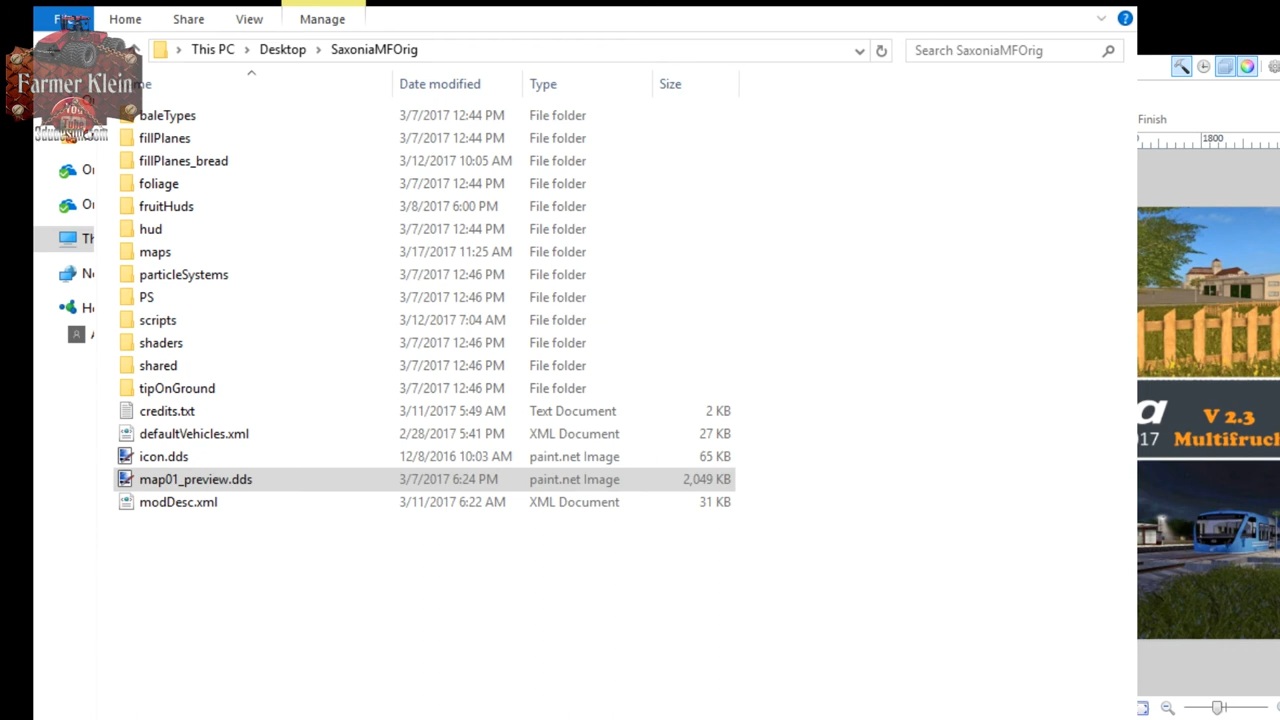 Home Share View Manage
This PC Desktop SaxoniaMFOrig Search SaxoniaMFOrig
Farmer Klein
You
Tube
Date modified Type Size
baleTypes 3/7/2017 12:44 PM File folder
fillPlanes 3/7/2017 12:44 PM File folder
fillPlanes_bread 3/12/2017 10:05 AM File folder
foliage 3/7/2017 12:44 PM File folder
fruitHuds 3/8/2017 6:00 PM File folder
hud 3/7/2017 12:44 PM File folder
maps 3/17/2017 11:25 AM File folder
particleSystems 3/7/2017 12:46 PM File folder
PS 3/7/2017 12:46 PM File folder
scripts 3/12/2017 7:04 AM File folder
shaders 3/7/2017 12:46 PM File folder
shared 3/7/2017 12:46 PM File folder
tipOnGround 3/7/2017 12:46 PM File folder
credits.txt 3/11/2017 5:49 AM Text Document 2 KB
defaultVehicles.xml 2/28/2017 5:41 PM XML Document 27 KB
icon.dds 12/8/2016 10:03 AM paint.net Image 65 KB
map01_preview.dds 3/7/2017 6:24 PM paint.net Image 2,049 KB
modDesc.xml 3/11/2017 6:22 AM XML Document 31 KB
Finish
1800
a V 2.3
17 Multifruch